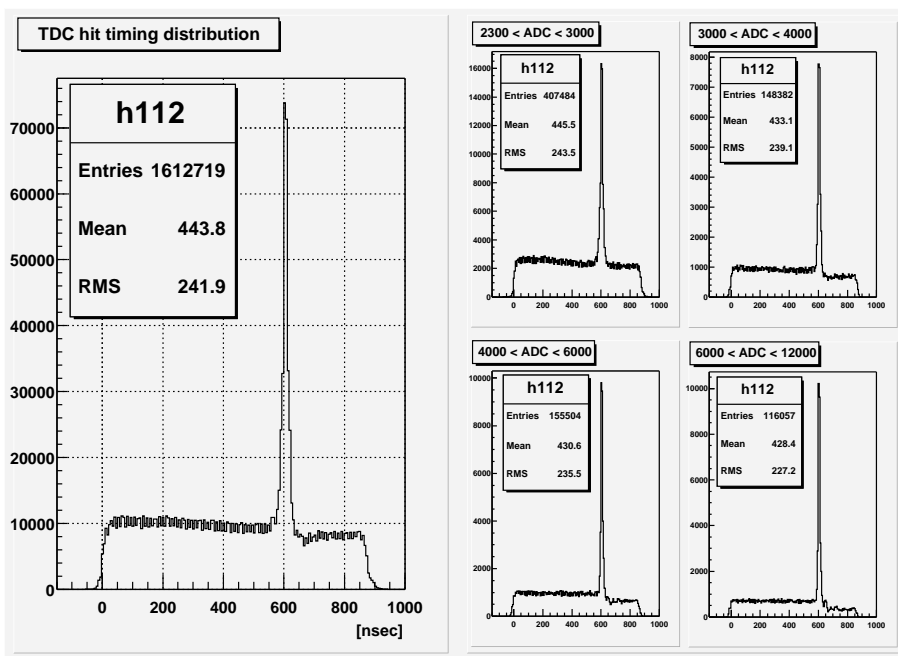 TDC hit timing distribution
h112
Entries 1612719
Mean 443.8
RMS 241.9
70000
60000
50000
40000
30000
20000
10000
0
0 200 400 600 800 1000
[nsec]
2300 < ADC < 3000
h112
Entries 407484
Mean 445.5
RMS 243.5
16000
14000
12000
10000
8000
6000
4000
2000
0
0 200 400 600 800 1000
3000 < ADC < 4000
h112
Entries 148382
Mean 433.1
RMS 239.1
8000
7000
6000
5000
4000
3000
2000
1000
0
0 200 400 600 800 1000
4000 < ADC < 6000
h112
Entries 155504
Mean 430.6
RMS 235.5
10000
8000
6000
4000
2000
0
0 200 400 600 800 1000
6000 < ADC < 12000
h112
Entries 116057
Mean 428.4
RMS 227.2
10000
8000
6000
4000
2000
0
0 200 400 600 800 1000